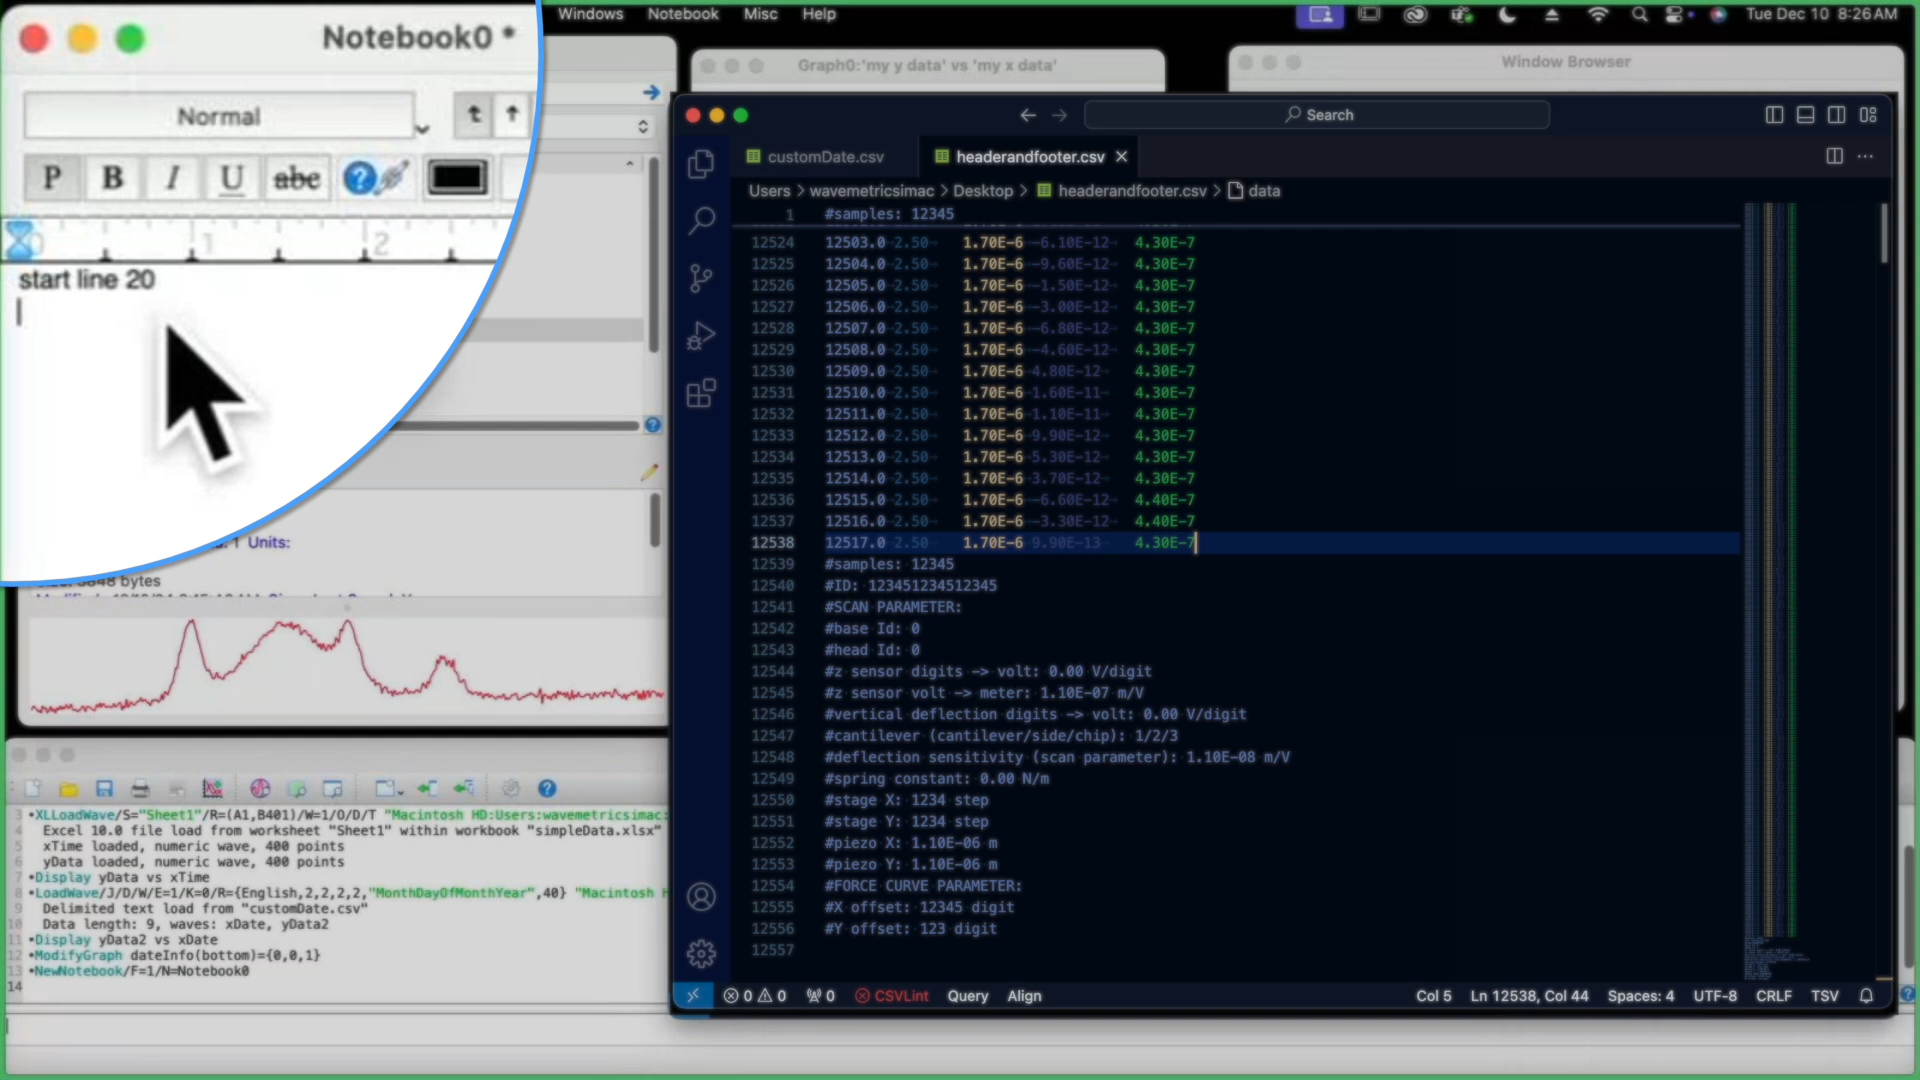 Windows Notebook Misc Help Tue Dec 10 8:26 AM
Notebook0 *
Normal
P B I U abc
1 2
start line 20
Graph0:'my y data' vs 'my x data'
Window Browser
Search
customDate.csv headerandfooter.csv
Users > wavemetricsimac > Desktop > headerandfooter.csv > data
1 #samples: 12345
12524 12503.0 2.50 1.70E-6 -6.10E-12 4.30E-7
12525 12504.0 2.50 1.70E-6 -9.60E-12 4.30E-7
12526 12505.0 2.50 1.70E-6 -1.50E-12 4.30E-7
12527 12506.0 2.50 1.70E-6 -3.00E-12 4.30E-7
12528 12507.0 2.50 1.70E-6 -6.80E-12 4.30E-7
12529 12508.0 2.50 1.70E-6 -4.60E-12 4.30E-7
12530 12509.0 2.50 1.70E-6 4.80E-12 4.30E-7
12531 12510.0 2.50 1.70E-6 1.60E-11 4.30E-7
12532 12511.0 2.50 1.70E-6 1.10E-11 4.30E-7
12533 12512.0 2.50 1.70E-6 9.90E-12 4.30E-7
12534 12513.0 2.50 1.70E-6 5.30E-12 4.30E-7
12535 12514.0 2.50 1.70E-6 3.70E-12 4.30E-7
12536 12515.0 2.50 1.70E-6 -6.60E-12 4.40E-7
12537 12516.0 2.50 1.70E-6 -3.30E-12 4.40E-7
12538 12517.0 2.50 1.70E-6 9.90E-13 4.30E-7
12539 #samples: 12345
12540 #ID: 123451234512345
12541 #SCAN PARAMETER:
12542 #base Id: 0
12543 #head Id: 0
12544 #z sensor digits -> volt: 0.00 V/digit
12545 #z sensor volt -> meter: 1.10E-07 m/V
12546 #vertical deflection digits -> volt: 0.00 V/digit
12547 #cantilever (cantilever/side/chip): 1/2/3
12548 #deflection sensitivity (scan parameter): 1.10E-08 m/V
12549 #spring constant: 0.00 N/m
12550 #stage X: 1234 step
12551 #stage Y: 1234 step
12552 #piezo X: 1.10E-06 m
12553 #piezo Y: 1.10E-06 m
12554 #FORCE CURVE PARAMETER:
12555 #X offset: 12345 digit
12556 #Y offset: 123 digit
12557
0 0 0 CSVLint Query Align Col 5 Ln 12538, Col 44 Spaces: 4 UTF-8 CRLF TSV
1 Units:
bytes
3 •XLLoadWave/S="Sheet1"/R=(A1,B401)/W=1/O/D/T "Macintosh HD:Users:wavemetricsimac:
4 Excel 10.0 file load from worksheet "Sheet1" within workbook "simpleData.xlsx"
5 xTime loaded, numeric wave, 400 points
6 yData loaded, numeric wave, 400 points
7 •Display yData vs xTime
8 •LoadWave/J/D/W/E=1/K=0/R={English,2,2,2,2,"MonthDayOfMonthYear",40} "Macintosh H
9 Delimited text load from "customDate.csv"
10 Data length: 9, waves: xDate, yData2
11 •Display yData2 vs xDate
12 •ModifyGraph dateInfo(bottom)={0,0,1}
13 •NewNotebook/F=1/N=Notebook0
14